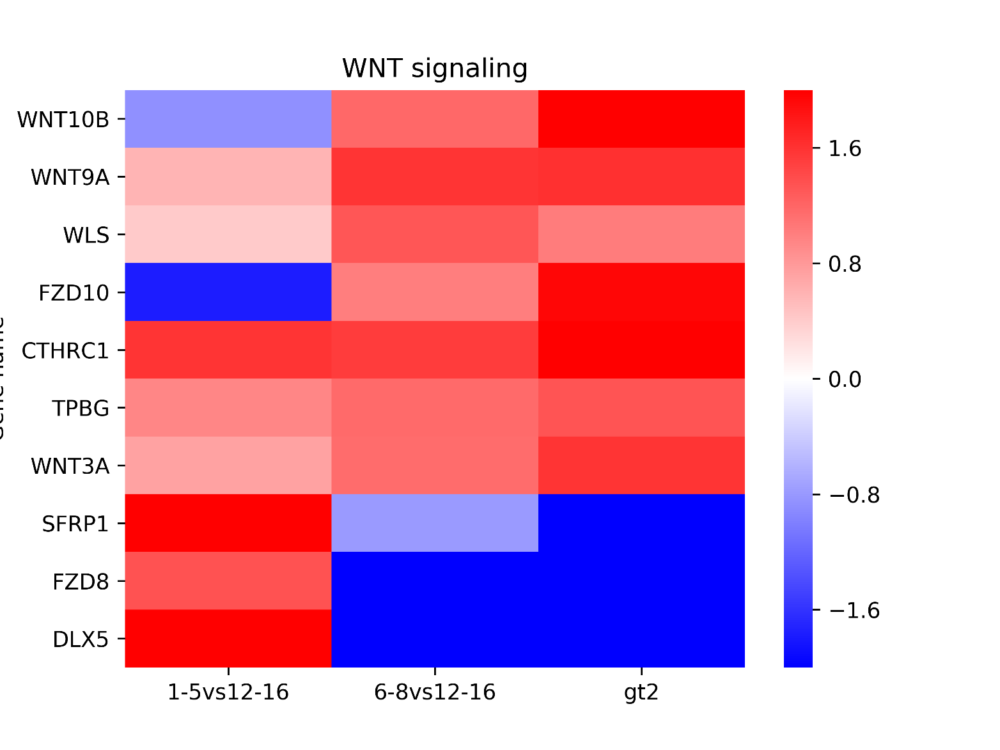 WNT signaling
WNT10B
WNT9A
WLS
FZD10
CTHRC1
TPBG
WNT3A
SFRP1
FZD8
DLX5
1-5vs12-16
6-8vs12-16
gt2
1.6
0.8
0.0
−0.8
−1.6